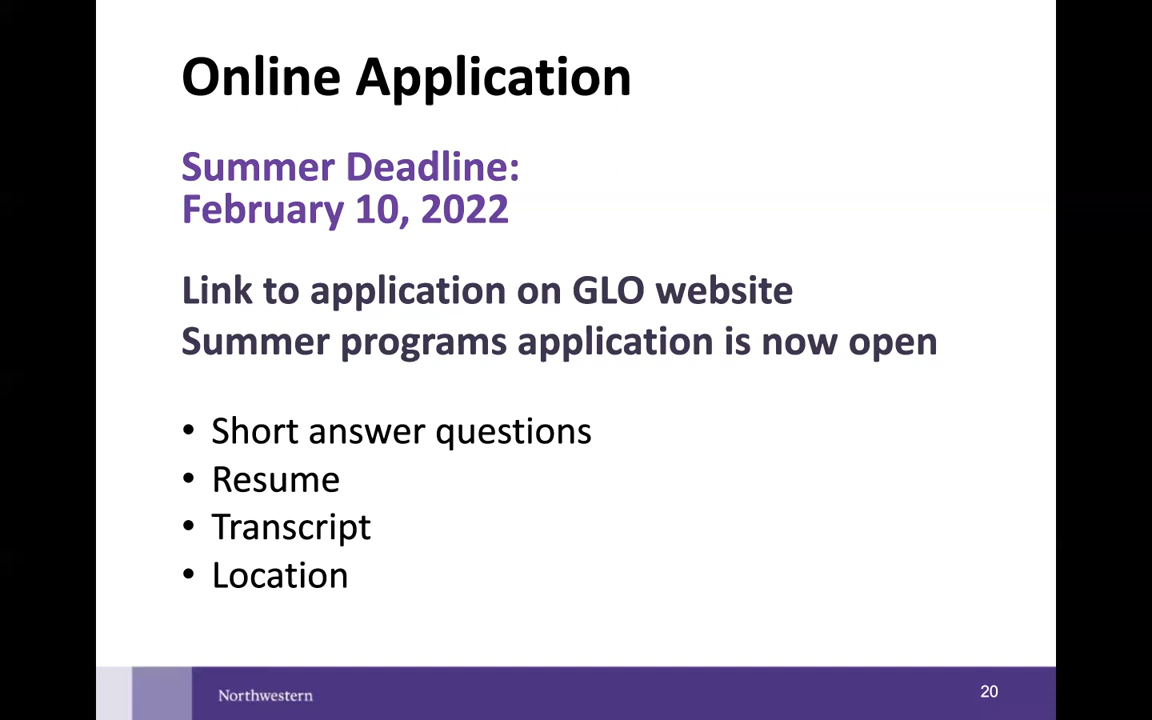 Online Application
Summer Deadline:
February 10, 2022
Link to application on GLO website
Summer programs application is now open
• Short answer questions
• Resume
• Transcript
• Location
Northwestern
20